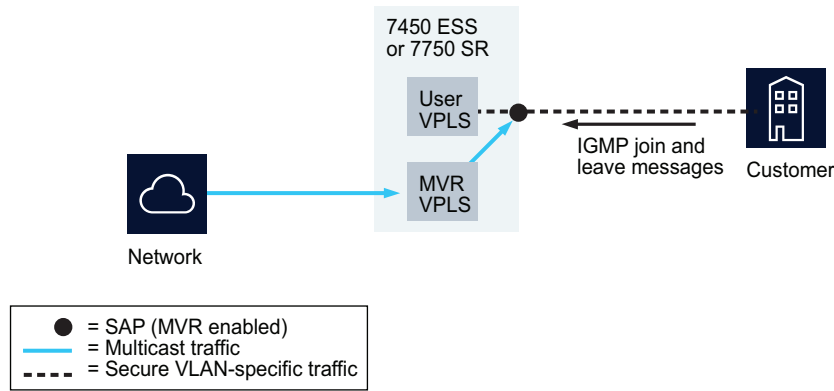 7450 ESS
or 7750 SR
User
VPLS
IGMP join and
leave messages
Customer
MVR
VPLS
Network
= SAP (MVR enabled)
= Multicast traffic
= Secure VLAN-specific traffic